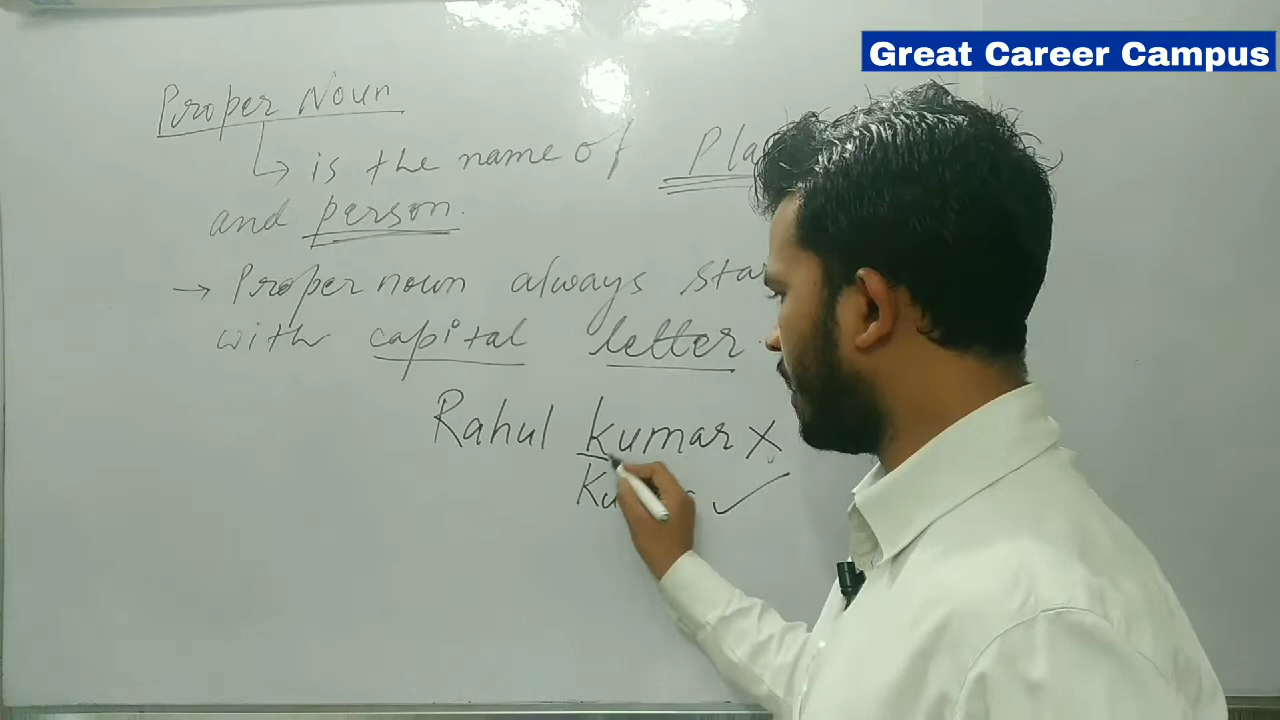 Great Career Campus
Proper Noun
is the name of
and person.
→ Proper noun always
with capital letter
Rahul kumar X
✓